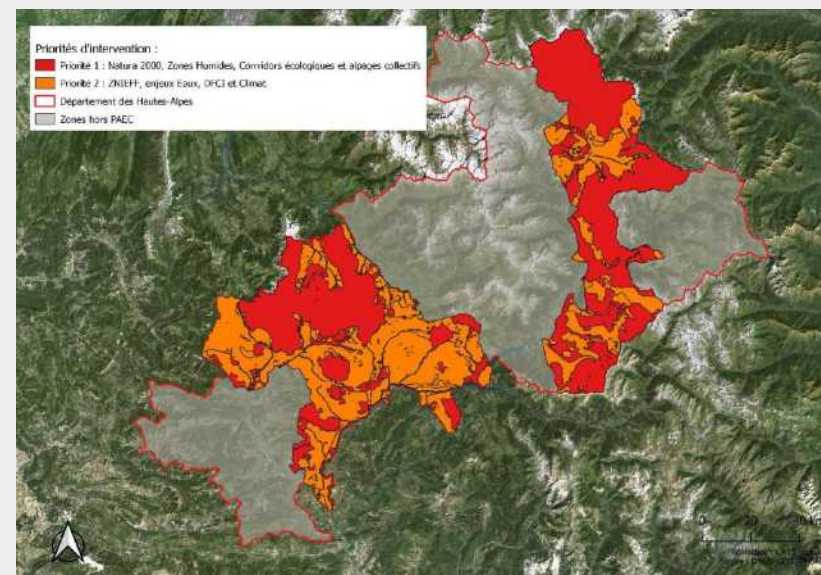 Priorités d'intervention :
Priorité 1 : Natura 2000, Zones Humides, Corridors écologiques et alpages collectifs
Priorité 2 : ZNIEFF, enjeux Eaux, DFCI et Climat
Département des Hautes-Alpes
Zones hors PAEC
0 20